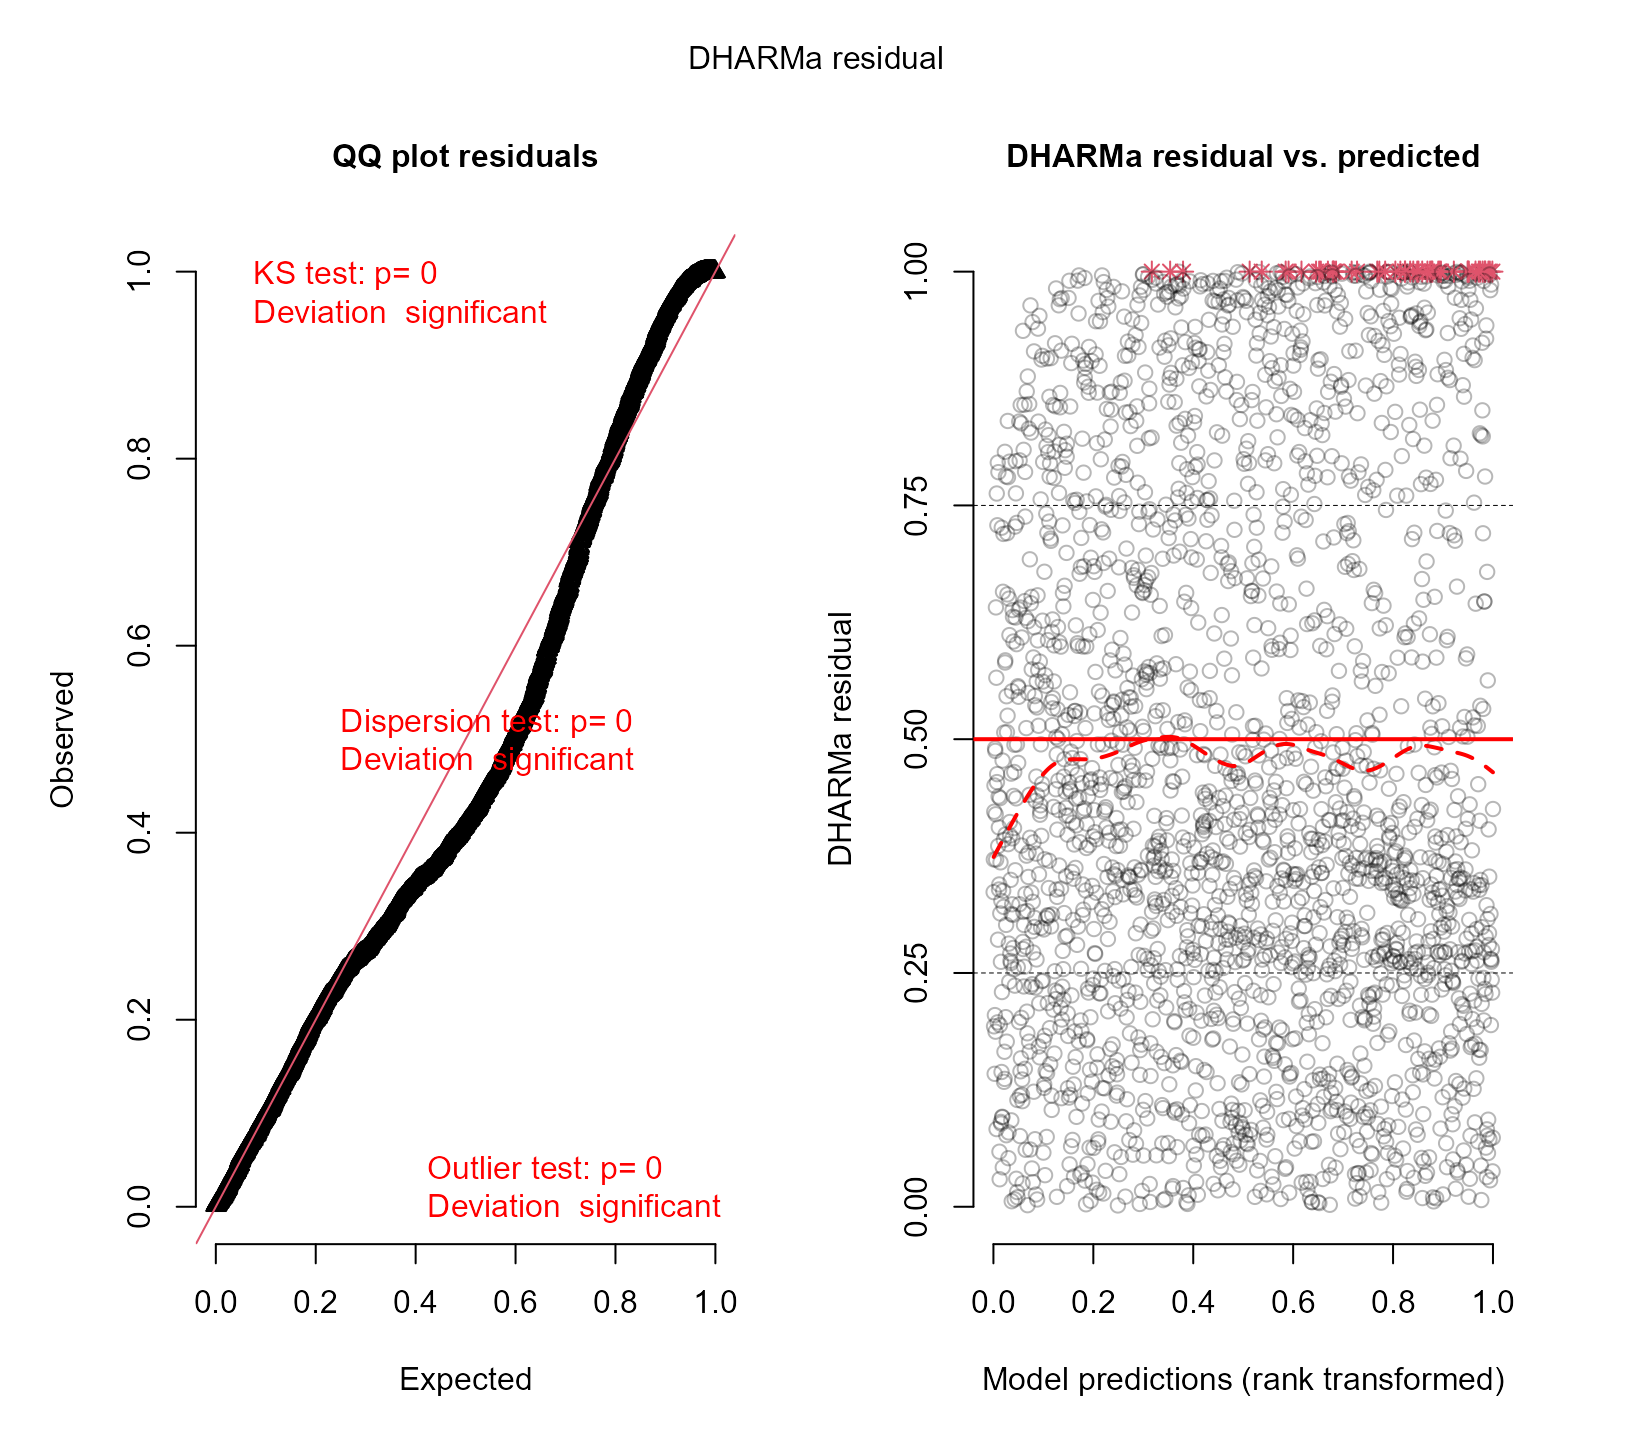 DHARMa residual
QQ plot residuals
KS test: p= 0
Deviation  significant
Dispersion test: p= 0
Deviation  significant
Outlier test: p= 0
Deviation  significant
Observed
1.0
0.8
0.6
0.4
0.2
0.0
0.0 0.2 0.4 0.6 0.8 1.0
Expected
DHARMa residual vs. predicted
DHARMa residual
1.00
0.75
0.50
0.25
0.00
0.0 0.2 0.4 0.6 0.8 1.0
Model predictions (rank transformed)